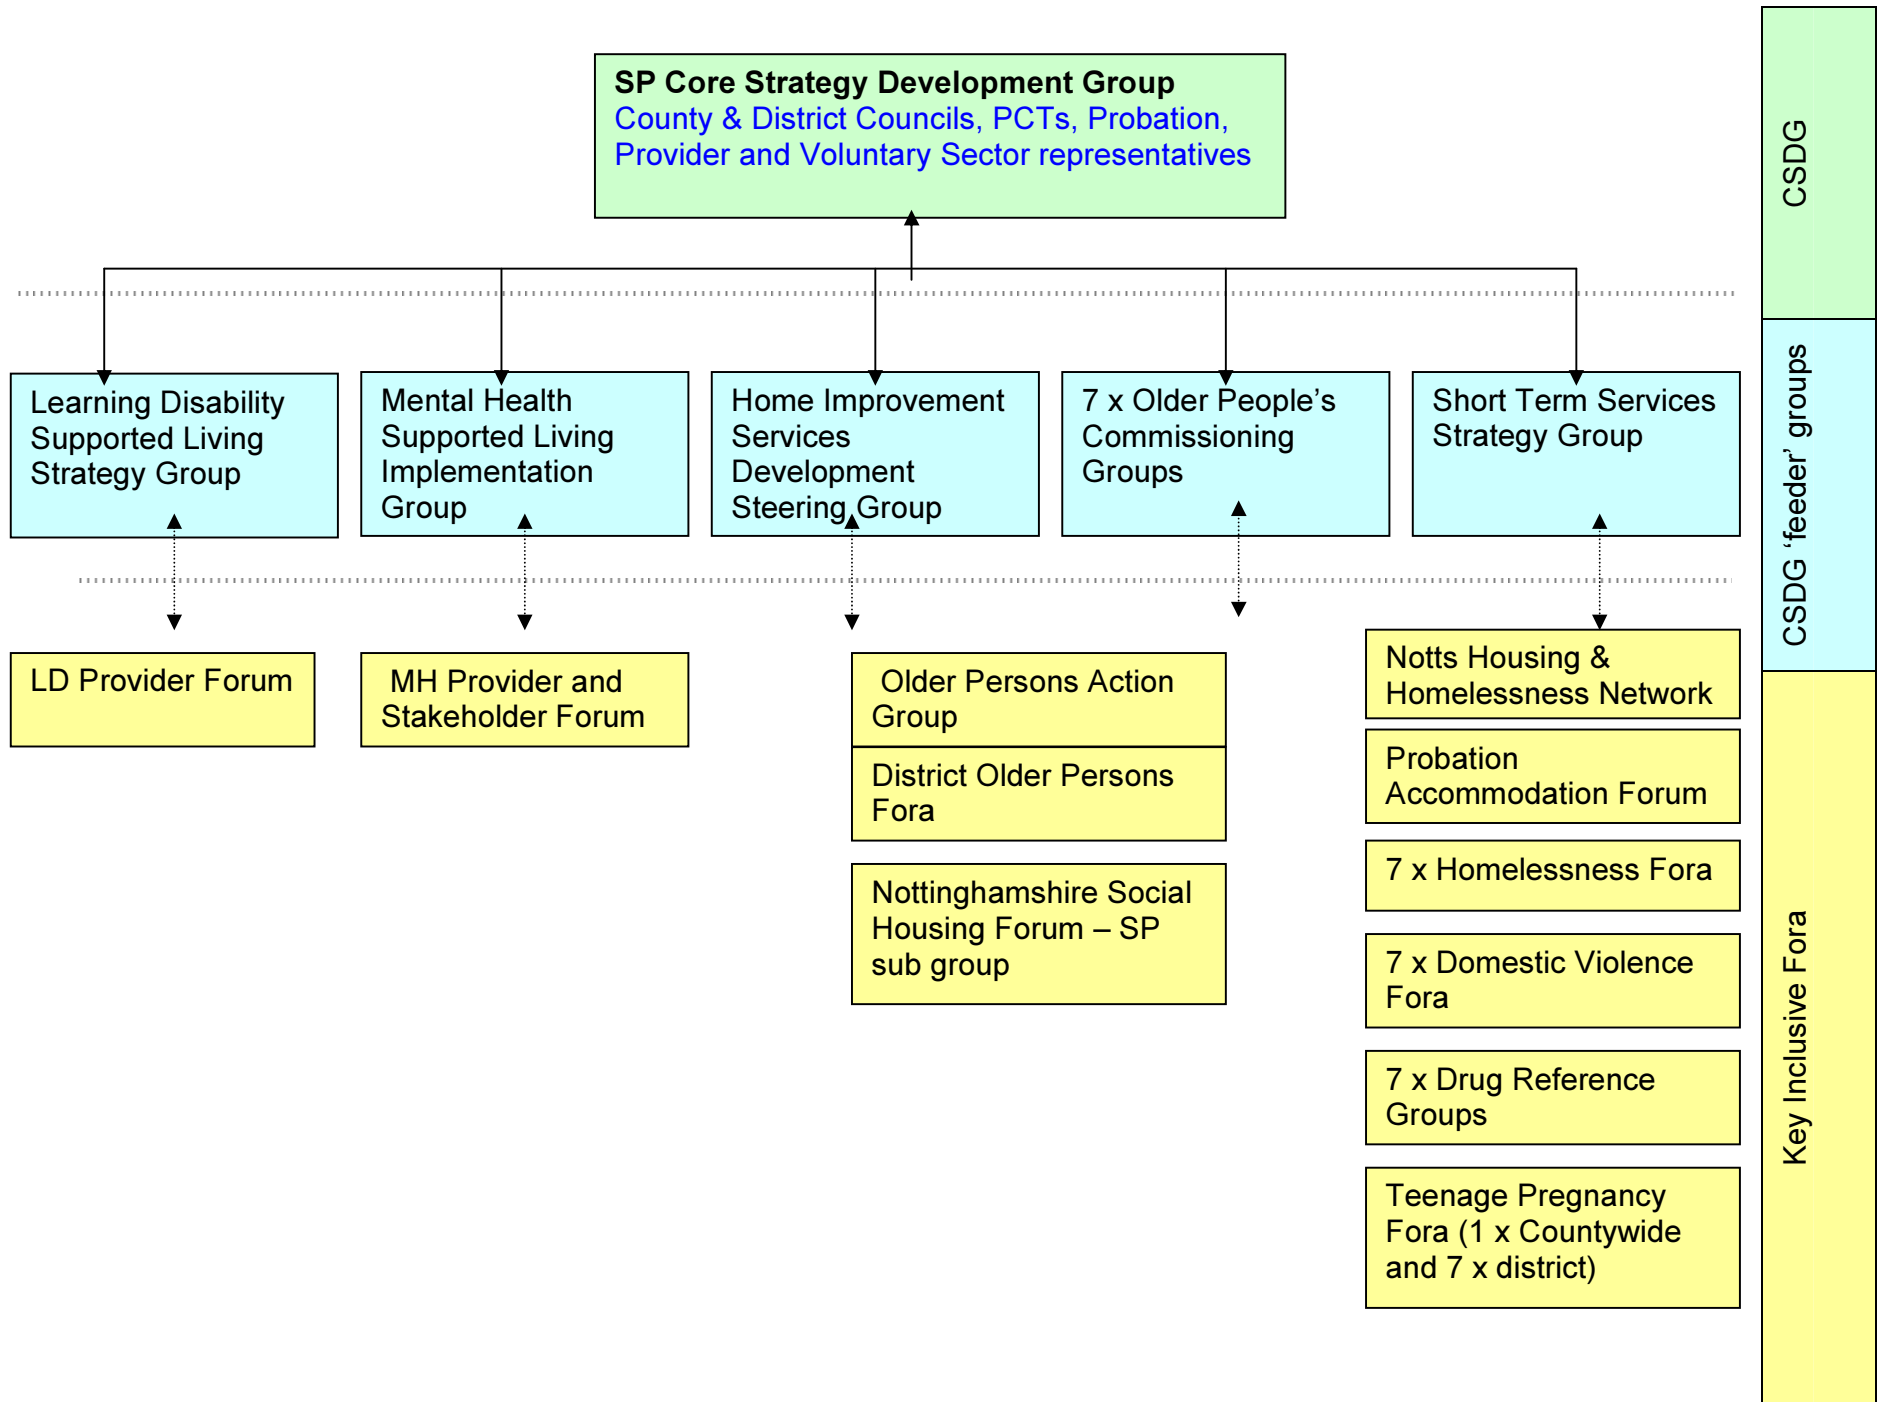 SP Core Strategy Development Group
County & District Councils, PCTs, Probation,
Provider and Voluntary Sector representatives
CSDG
Learning Disability
Supported Living
Strategy Group
Mental Health
Supported Living
Implementation
Group
Home Improvement
Services
Development
Steering Group
7 x Older People’s
Commissioning
Groups
Short Term Services
Strategy Group
CSDG ‘feeder’ groups
LD Provider Forum
MH Provider and
Stakeholder Forum
Older Persons Action
Group
District Older Persons
Fora
Nottinghamshire Social
Housing Forum – SP
sub group
Notts Housing &
Homelessness Network
Probation
Accommodation Forum
7 x Homelessness Fora
7 x Domestic Violence
Fora
7 x Drug Reference
Groups
Teenage Pregnancy
Fora (1 x Countywide
and 7 x district)
Key Inclusive Fora